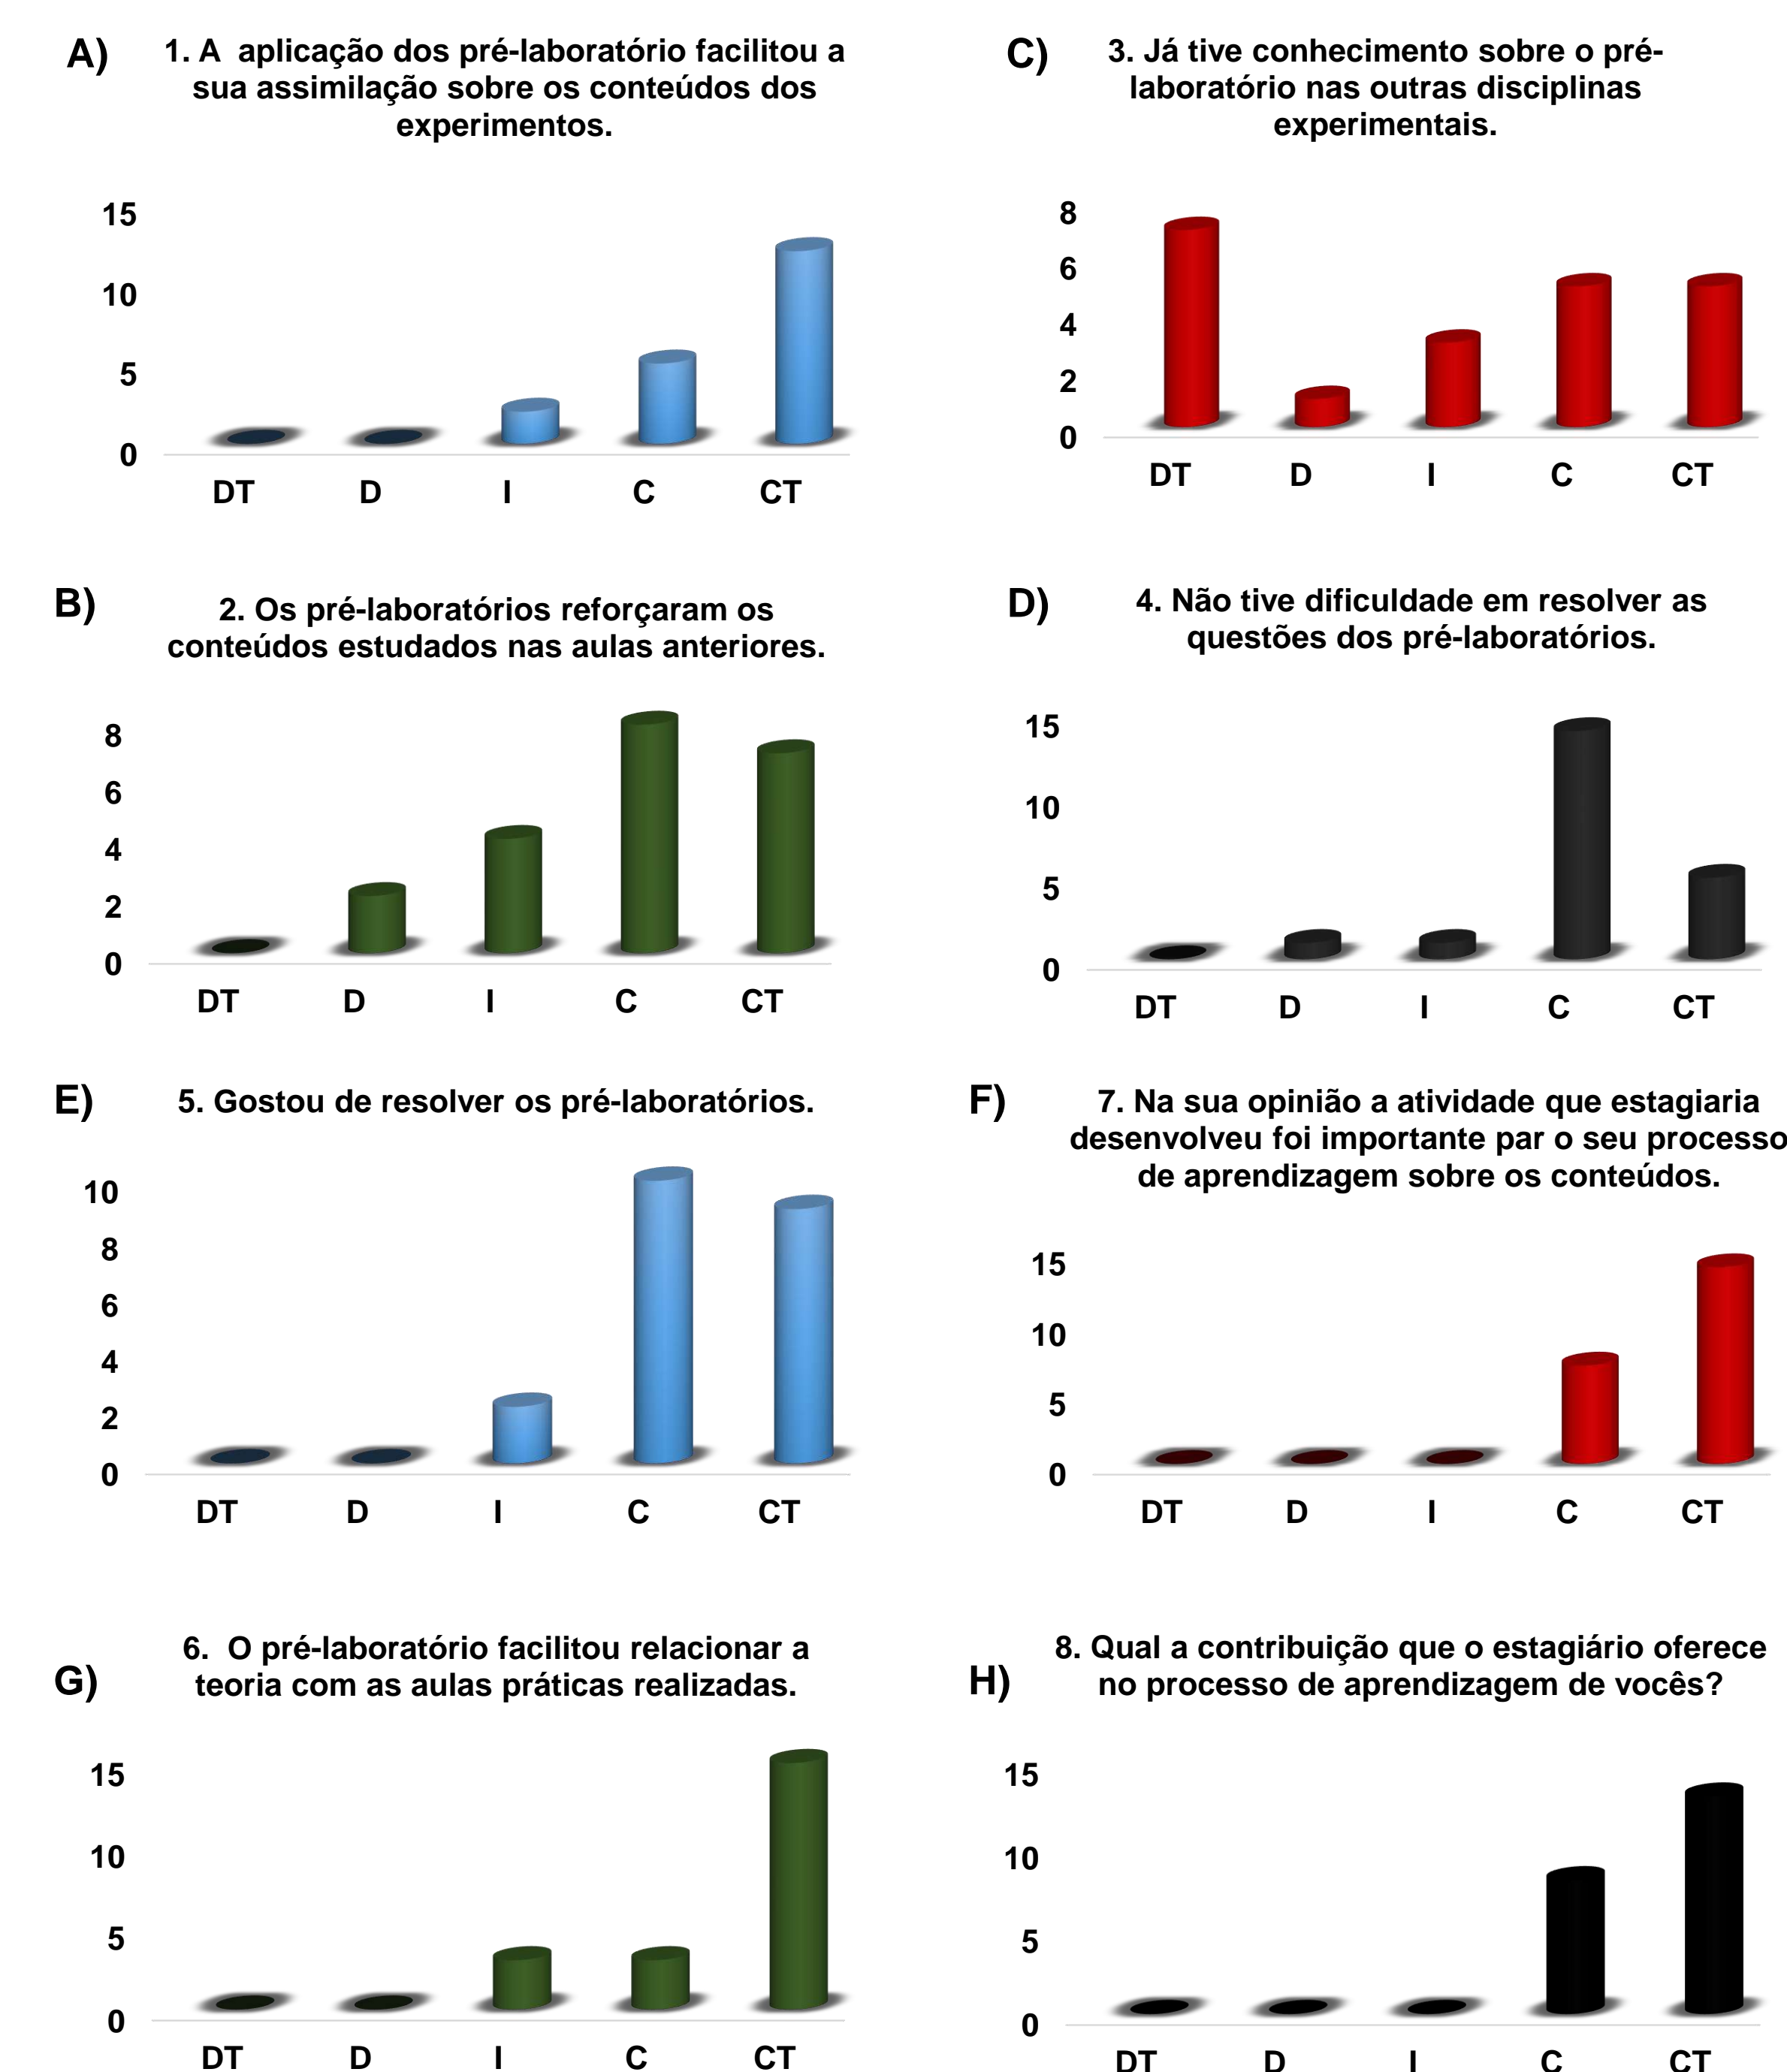 A)
1. A  aplicação dos pré-laboratório facilitou a
sua assimilação sobre os conteúdos dos
experimentos.
15
10
5
0
DT D I C CT
C)
3. Já tive conhecimento sobre o pré-
laboratório nas outras disciplinas
experimentais.
8
6
4
2
0
DT D I C CT
B)
2. Os pré-laboratórios reforçaram os
conteúdos estudados nas aulas anteriores.
8
6
4
2
0
DT D I C CT
D)
4. Não tive dificuldade em resolver as
questões dos pré-laboratórios.
15
10
5
0
DT D I C CT
E)
5. Gostou de resolver os pré-laboratórios.
10
8
6
4
2
0
DT D I C CT
F)
7. Na sua opinião a atividade que estagiaria
desenvolveu foi importante par o seu processo
de aprendizagem sobre os conteúdos.
15
10
5
0
DT D I C CT
G)
6.  O pré-laboratório facilitou relacionar a
teoria com as aulas práticas realizadas.
15
10
5
0
DT D I C CT
H)
8. Qual a contribuição que o estagiário oferece
no processo de aprendizagem de vocês?
15
10
5
0
DT D I C CT